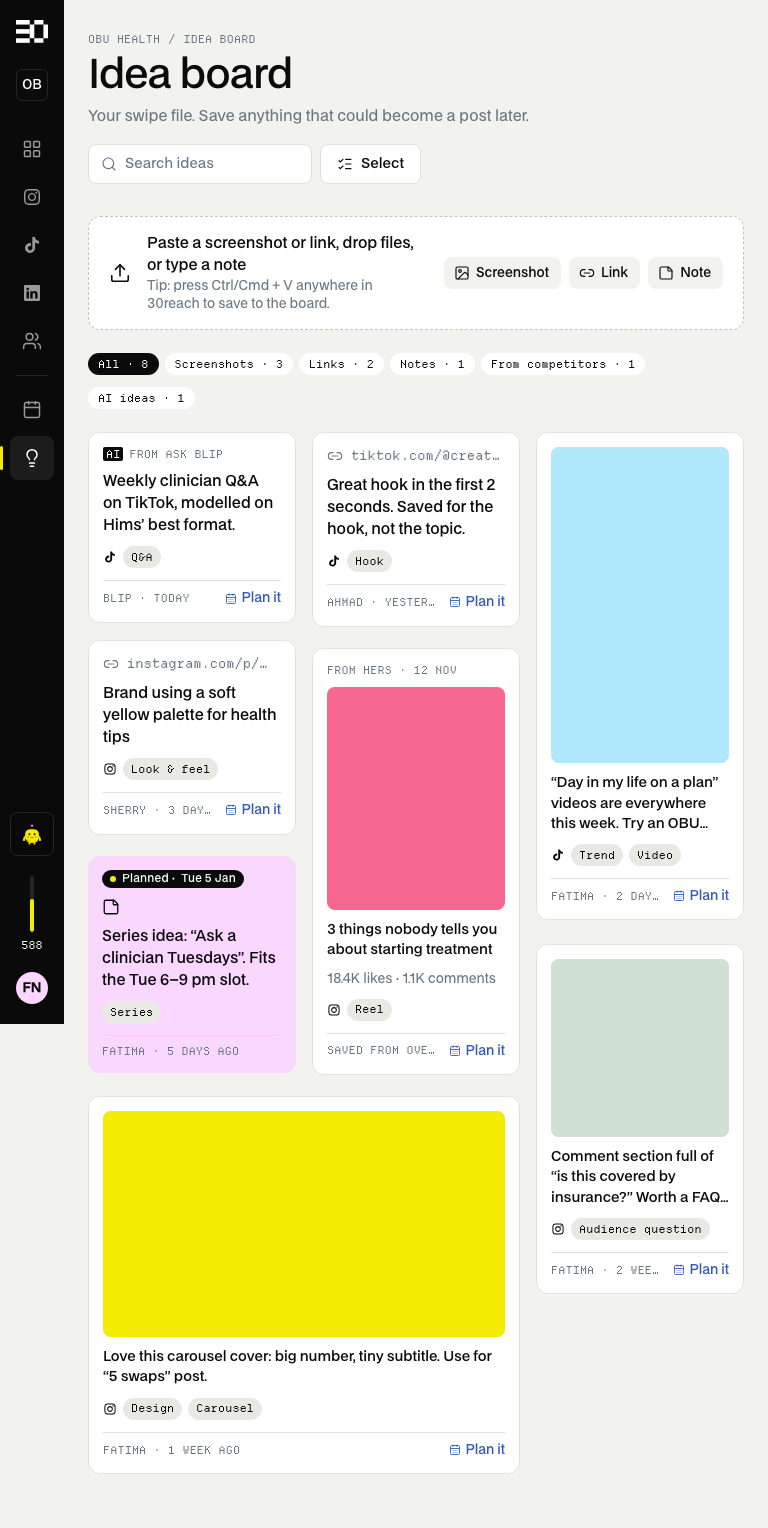 30
OB
588
FN
OBU HEALTH / IDEA BOARD
Idea board
Your swipe file. Save anything that could become a post later.
Search ideas
Select
Paste a screenshot or link, drop files,
or type a note
Tip: press Ctrl/Cmd + V anywhere in
30reach to save to the board.
Screenshot
Link
Note
All · 8
Screenshots · 3
Links · 2
Notes · 1
From competitors · 1
AI ideas · 1
AI FROM ASK BLIP
Weekly clinician Q&A
on TikTok, modelled on
Hims’ best format.
Q&A
BLIP · TODAY
Plan it
instagram.com/p/…
Brand using a soft
yellow palette for health
tips
Look & feel
SHERRY · 3 DAY…
Plan it
Planned · Tue 5 Jan
Series idea: “Ask a
clinician Tuesdays”. Fits
the Tue 6–9 pm slot.
Series
FATIMA · 5 DAYS AGO
tiktok.com/@creat…
Great hook in the first 2
seconds. Saved for the
hook, not the topic.
Hook
AHMAD · YESTER…
Plan it
FROM HERS · 12 NOV
3 things nobody tells you
about starting treatment
18.4K likes · 1.1K comments
Reel
SAVED FROM OVE…
Plan it
“Day in my life on a plan”
videos are everywhere
this week. Try an OBU…
Trend
Video
FATIMA · 2 DAY…
Plan it
Comment section full of
“is this covered by
insurance?” Worth a FAQ…
Audience question
FATIMA · 2 WEE…
Plan it
Love this carousel cover: big number, tiny subtitle. Use for
“5 swaps” post.
Design
Carousel
FATIMA · 1 WEEK AGO
Plan it